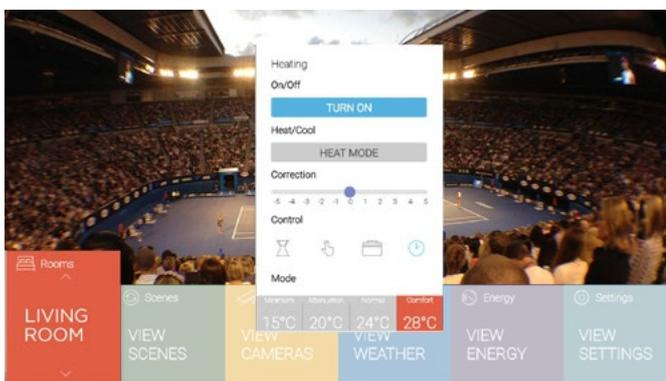 Heating
On/Off
TURN ON
Heat/Cool
HEAT MODE
Correction
-5 -4 -3 -2 -1 0 1 2 3 4 5
Control
Mode
Minimum Attenuation Normal Comfort
15°C 20°C 24°C 28°C
Rooms
LIVING
ROOM
Scenes
VIEW
SCENES
VIEW
CAMERAS
VIEW
WEATHER
Energy
VIEW
ENERGY
Settings
VIEW
SETTINGS